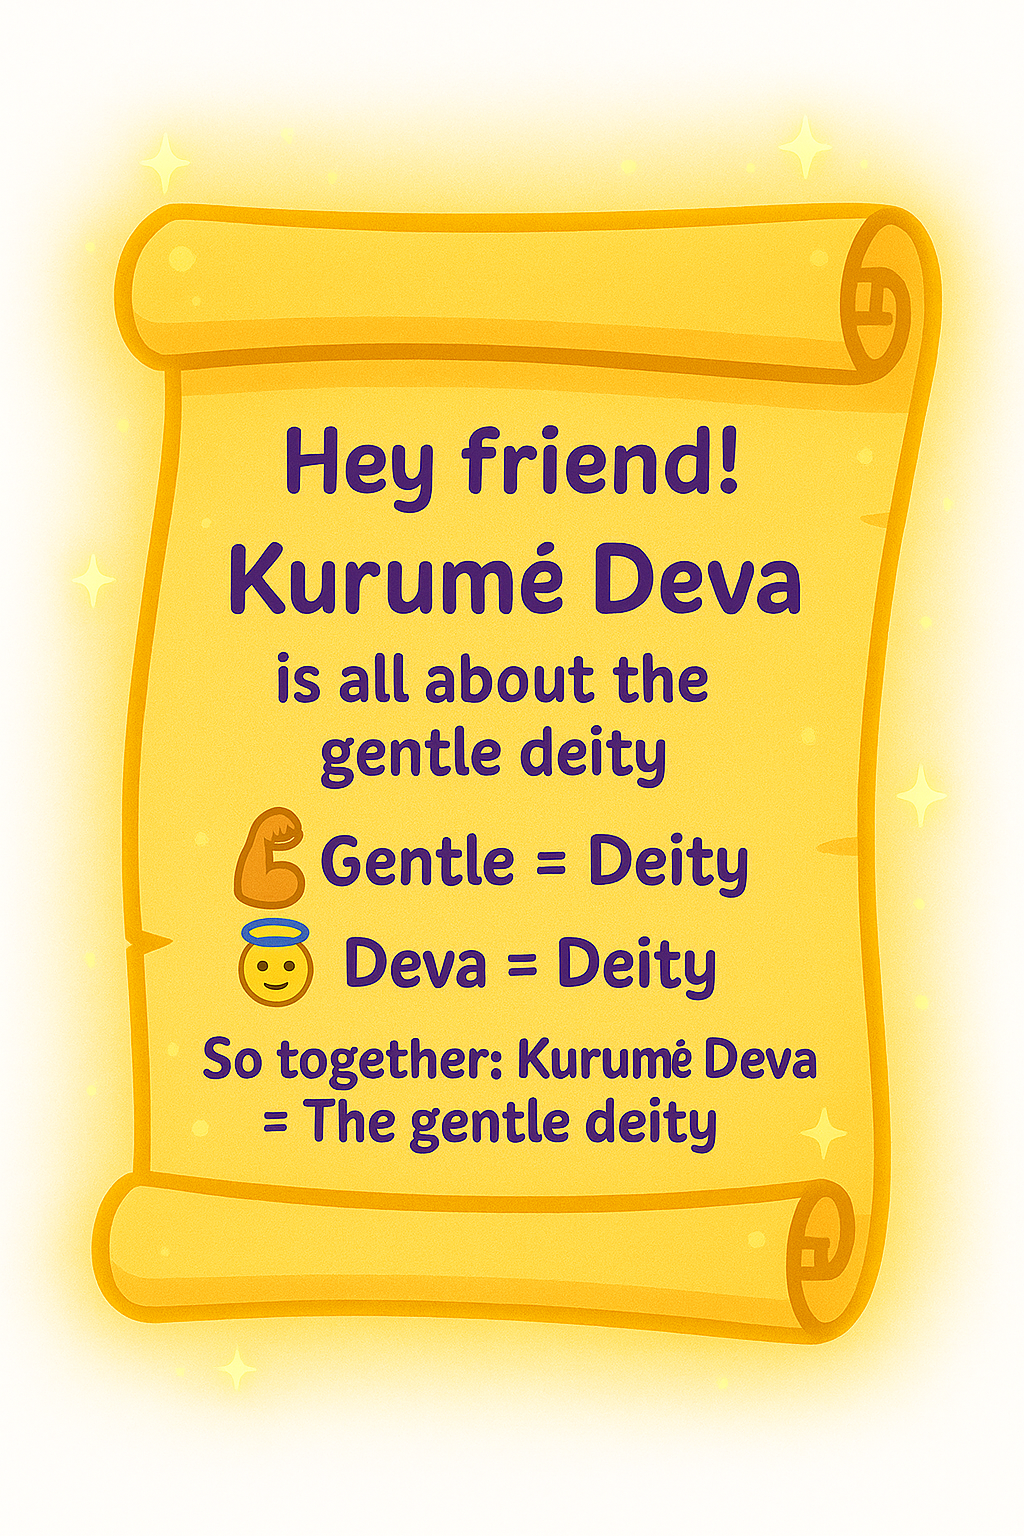 Hey friend!
Kurumé Deva
is all about the
gentle deity
Gentle = Deity
Deva = Deity
So together: Kurumė Deva
= The gentle deity